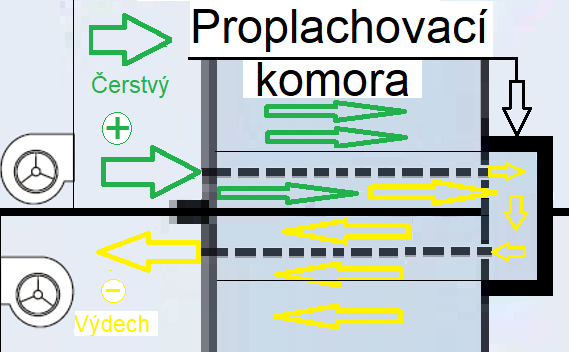 Proplachovací
komora
Čerstvý
+
−
Výdech